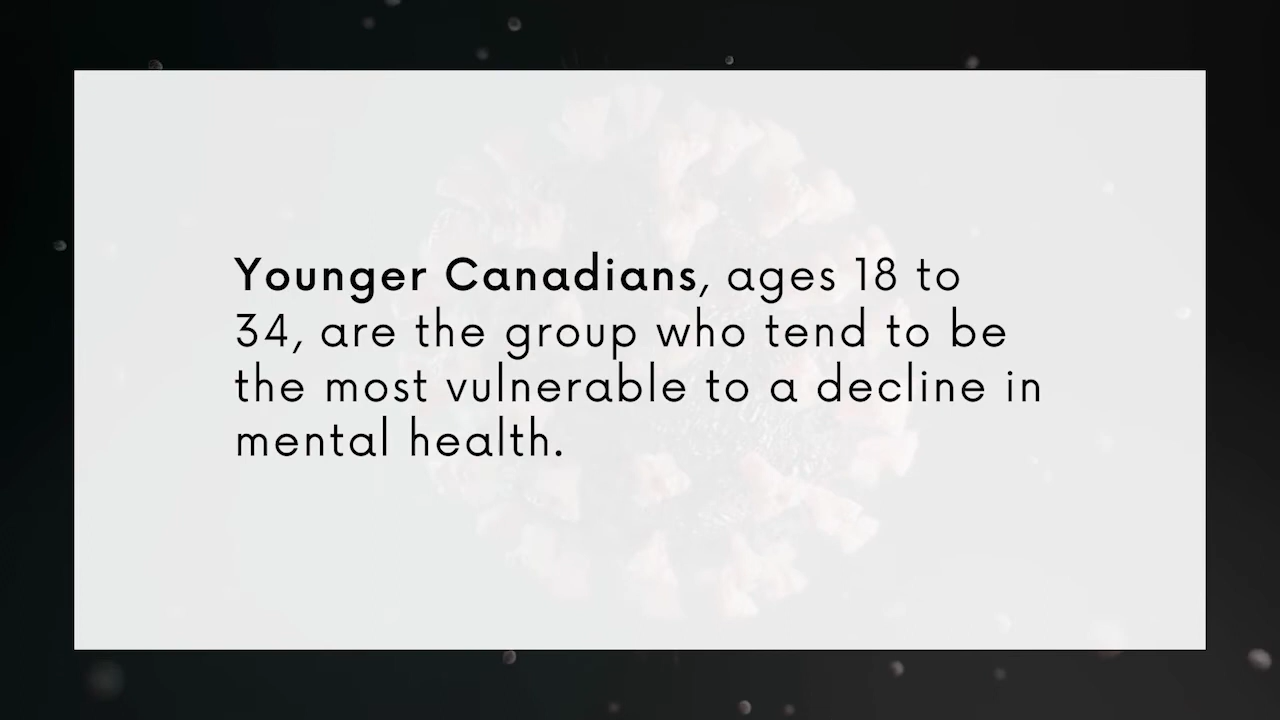 Younger Canadians, ages 18 to
34, are the group who tend to be
the most vulnerable to a decline in
mental health.